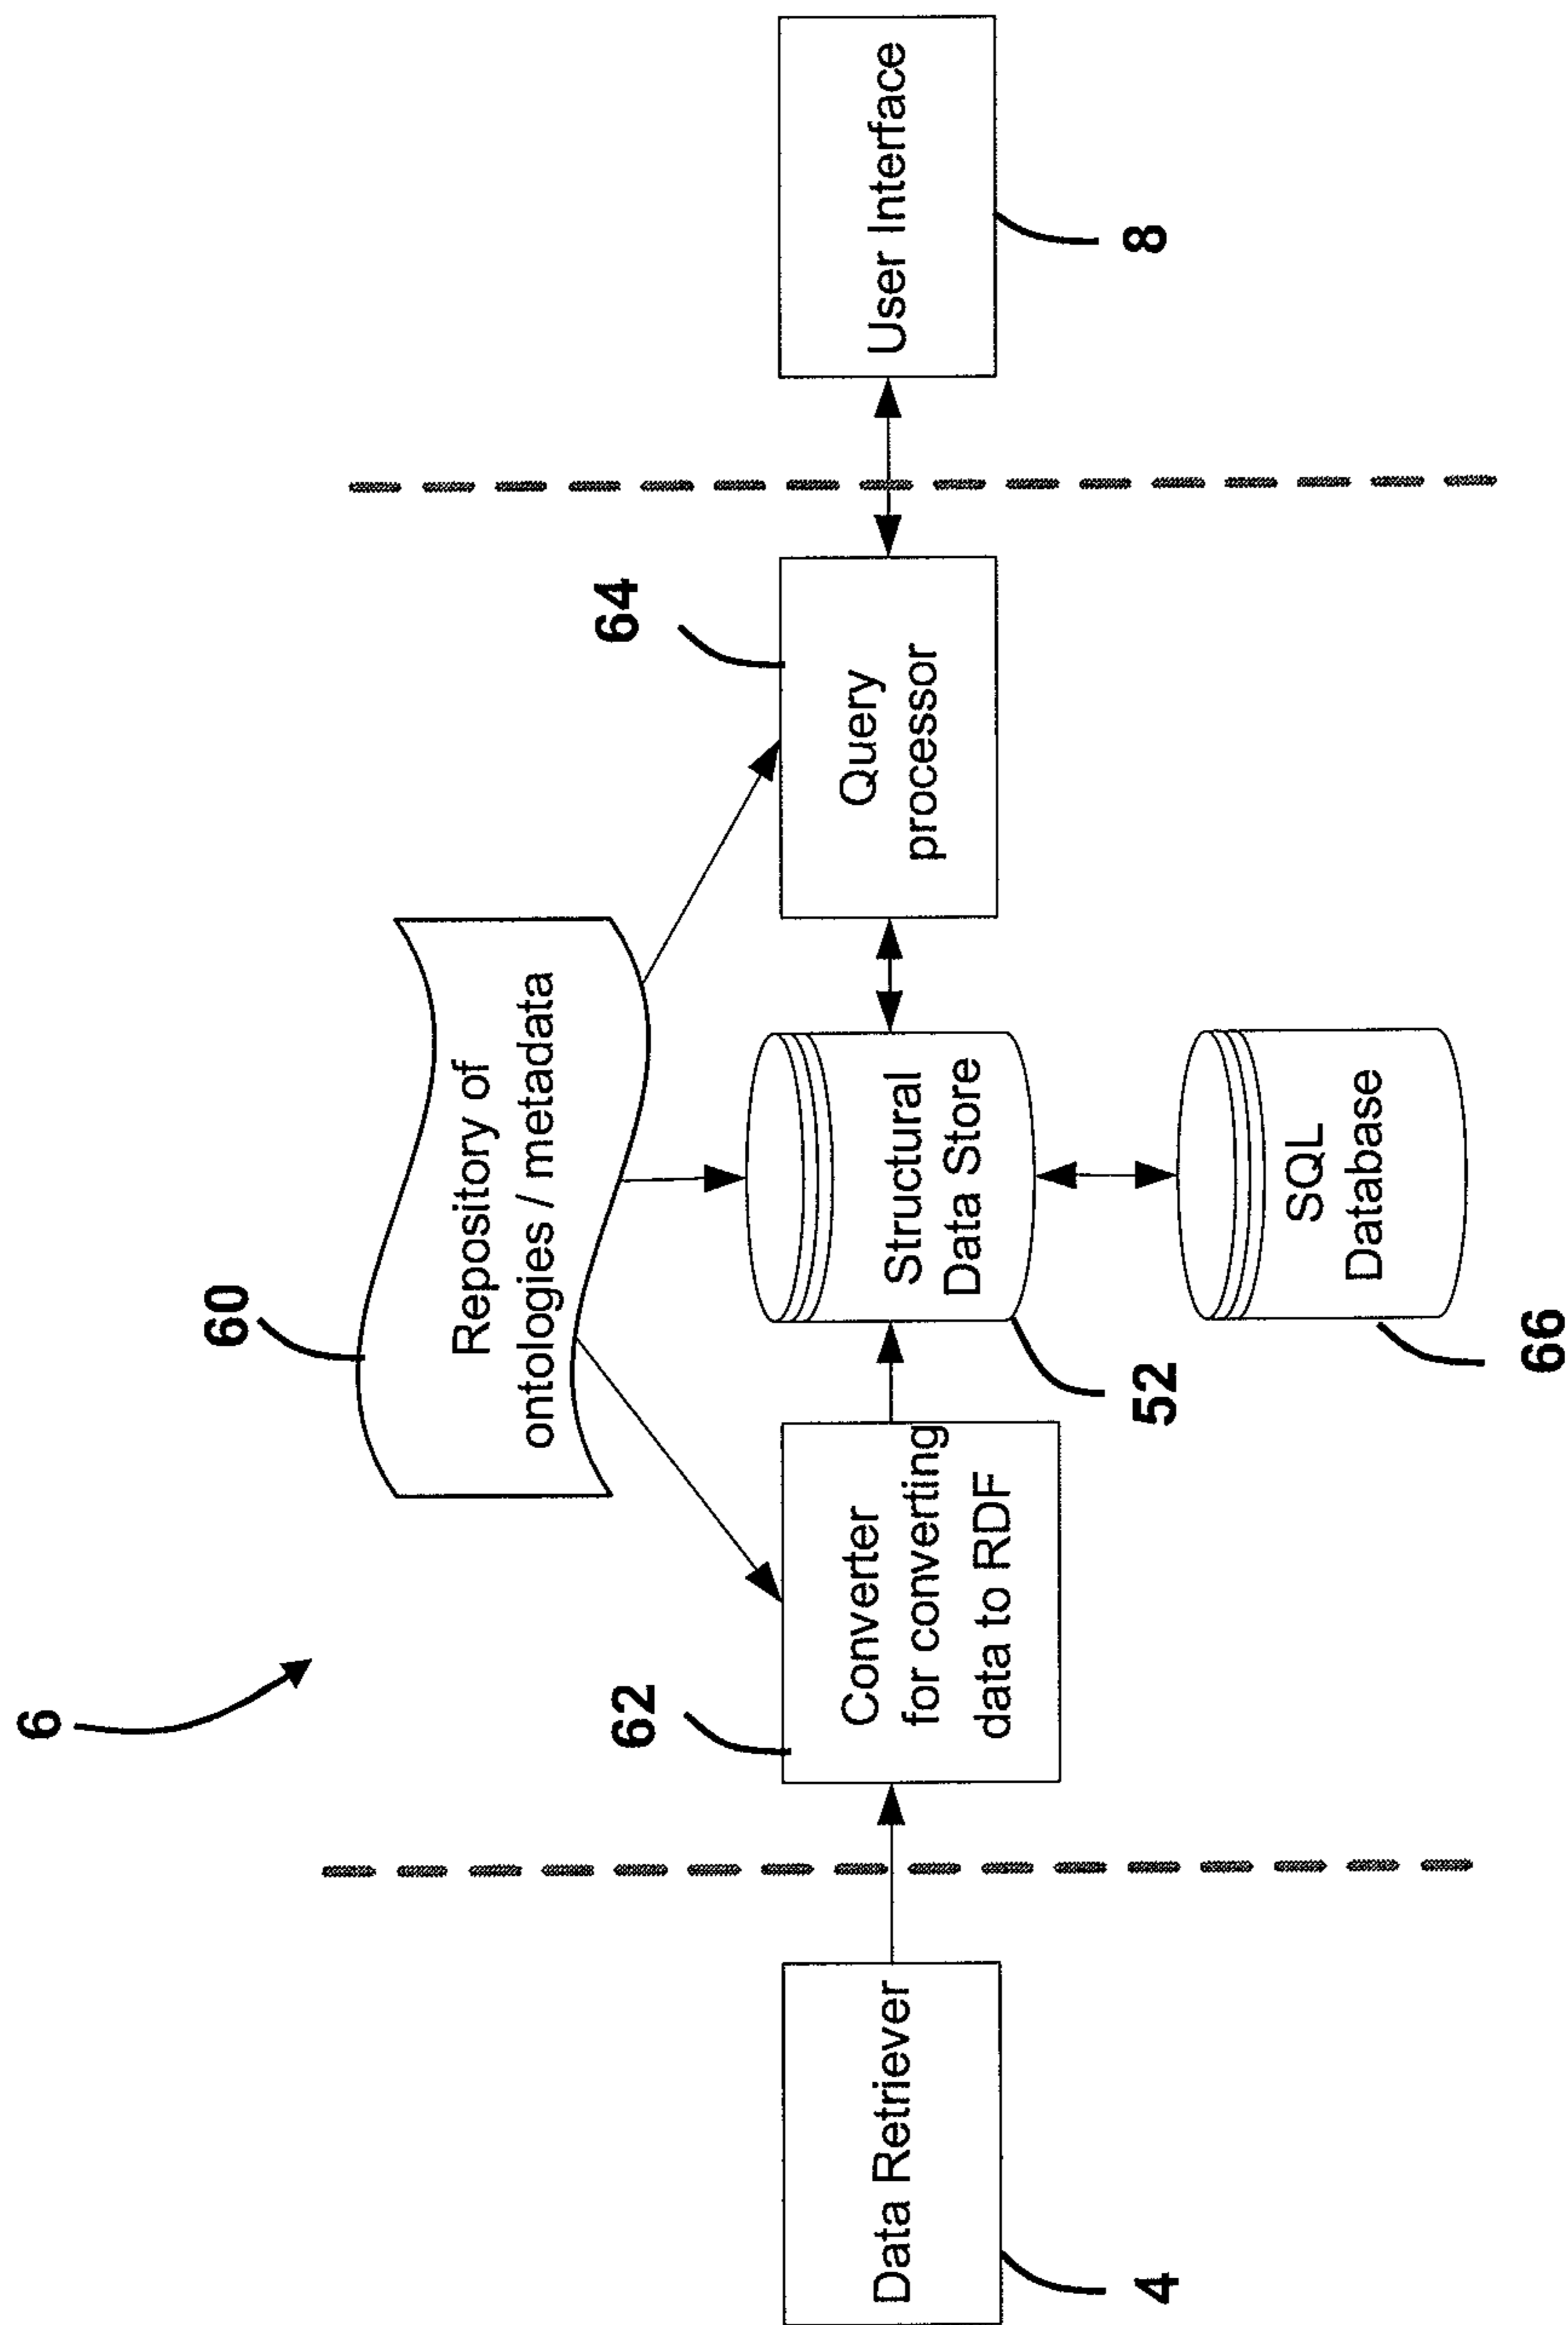 6
60
Repository of
ontologies / metadata
62
64
Data Retriever
Converter
for converting
data to RDF
Structural
Data Store
Query
processor
User Interface
4
52
8
SQL
Database
66